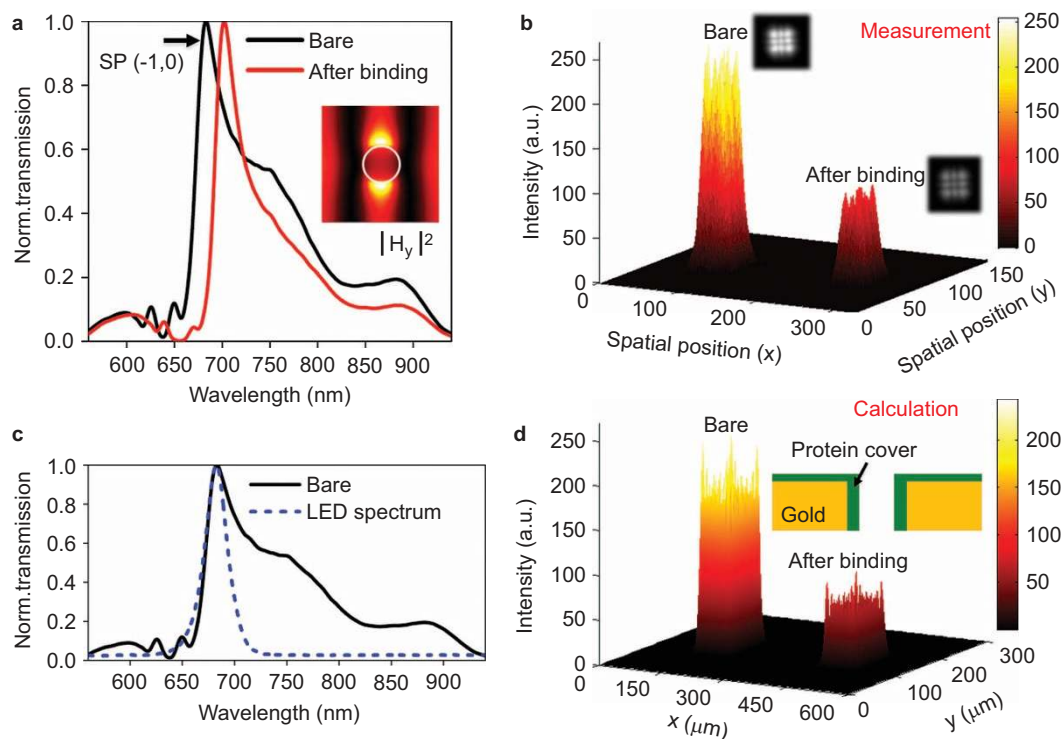 a
Norm.transmission
1.0
0.8
0.6
0.4
0.2
0.0
SP (-1,0)
Bare
After binding
|H_y|²
600 650 700 750 800 850 900
Wavelength (nm)
b
Measurement
Bare
After binding
Intensity (a.u.)
250
200
150
100
50
0
0 100 200 300
Spatial position (x)
0 50 100 150
Spatial position (y)
250
200
150
100
50
0
c
Norm.transmission
1.0
0.8
0.6
0.4
0.2
0.0
Bare
LED spectrum
600 650 700 750 800 850 900
Wavelength (nm)
d
Calculation
Bare
Protein cover
Gold
After binding
Intensity (a.u.)
250
200
150
100
50
0
0 150 300 450 600
x (μm)
0 100 200 300
y (μm)
200
150
100
50